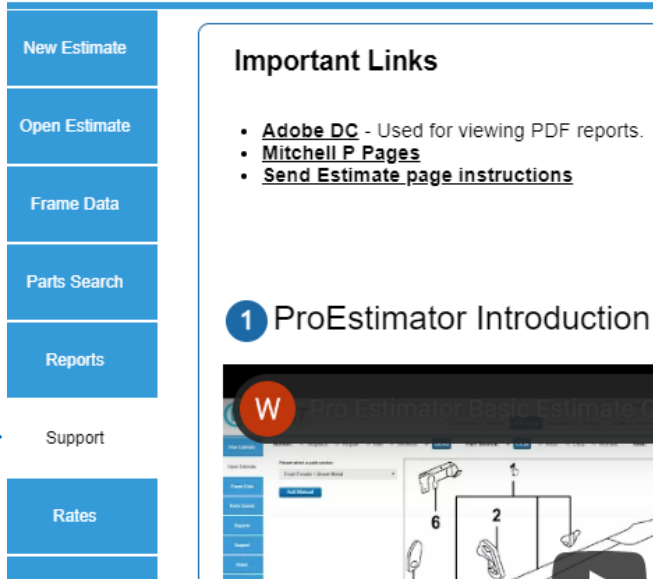 New Estimate
Open Estimate
Frame Data
Parts Search
Reports
Support
Rates
Important Links
Adobe DC - Used for viewing PDF reports.
Mitchell P Pages
Send Estimate page instructions
1 ProEstimator Introduction
W Pro Estimator Basic Estimate
Add Manual
6
2